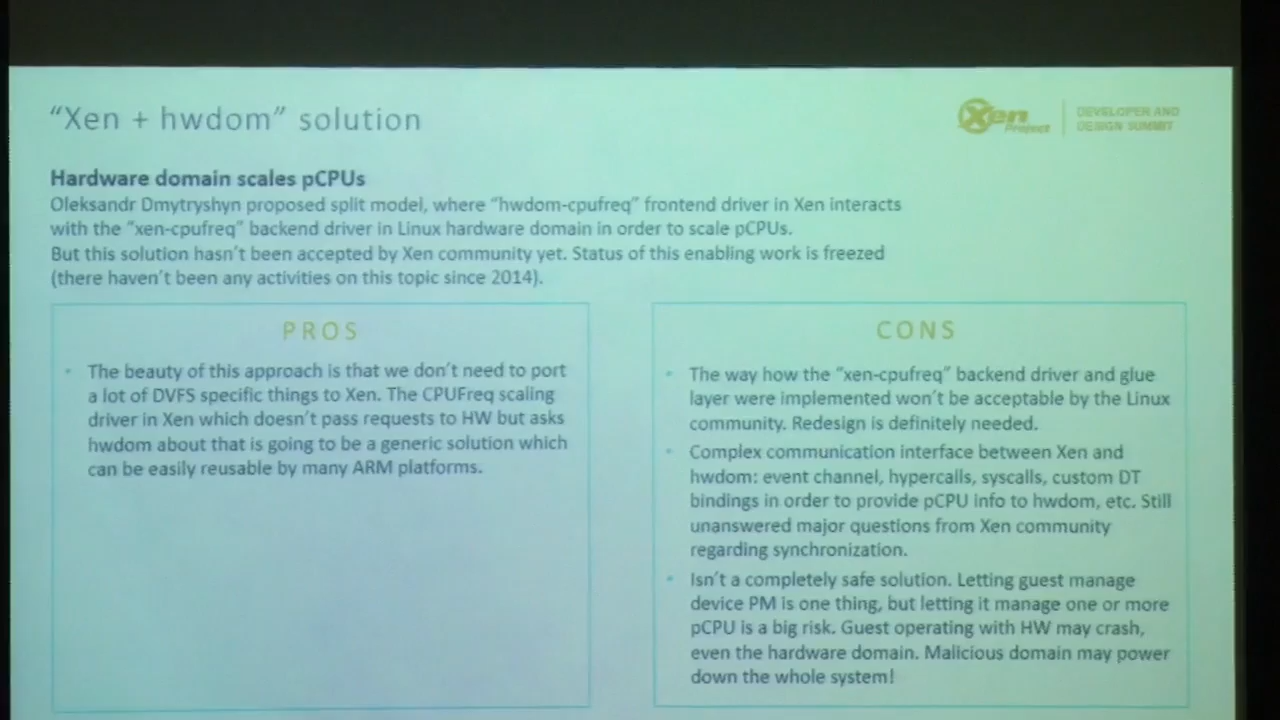 "Xen + hwdom" solution
Xen Project
DEVELOPER AND
DESIGN SUMMIT
Hardware domain scales pCPUs
Oleksandr Dmytryshyn proposed split model, where "hwdom-cpufreq" frontend driver in Xen interacts
with the "xen-cpufreq" backend driver in Linux hardware domain in order to scale pCPUs.
But this solution hasn't been accepted by Xen community yet. Status of this enabling work is freezed
(there haven't been any activities on this topic since 2014).
PROS
• The beauty of this approach is that we don't need to port
a lot of DVFS specific things to Xen. The CPUFreq scaling
driver in Xen which doesn't pass requests to HW but asks
hwdom about that is going to be a generic solution which
can be easily reusable by many ARM platforms.
CONS
• The way how the "xen-cpufreq" backend driver and glue
layer were implemented won't be acceptable by the Linux
community. Redesign is definitely needed.
• Complex communication interface between Xen and
hwdom: event channel, hypercalls, syscalls, custom DT
bindings in order to provide pCPU info to hwdom, etc. Still
unanswered major questions from Xen community
regarding synchronization.
• Isn't a completely safe solution. Letting guest manage
device PM is one thing, but letting it manage one or more
pCPU is a big risk. Guest operating with HW may crash,
even the hardware domain. Malicious domain may power
down the whole system!